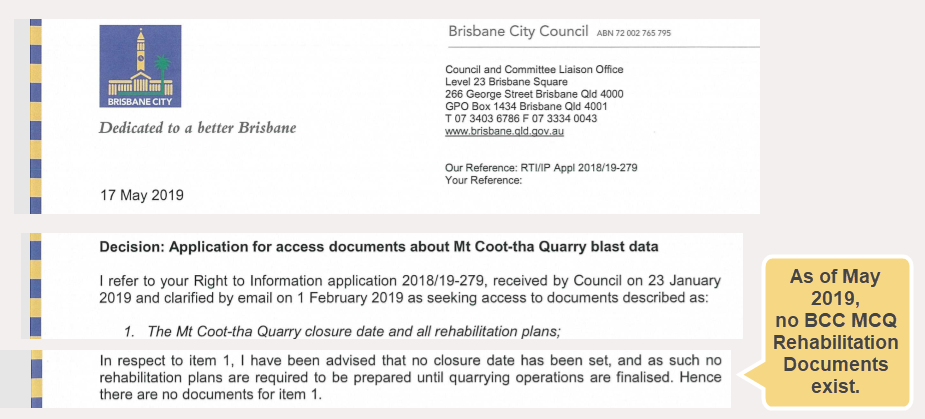 BRISBANE CITY
Dedicated to a better Brisbane
Brisbane City Council ABN 72 002 765 795
Council and Committee Liaison Office
Level 23 Brisbane Square
266 George Street Brisbane Qld 4000
GPO Box 1434 Brisbane Qld 4001
T 07 3403 6786 F 07 3334 0043
www.brisbane.qld.gov.au
Our Reference: RTI/IP Appl 2018/19-279
Your Reference:
17 May 2019
Decision: Application for access documents about Mt Coot-tha Quarry blast data
I refer to your Right to Information application 2018/19-279, received by Council on 23 January
2019 and clarified by email on 1 February 2019 as seeking access to documents described as:
1. The Mt Coot-tha Quarry closure date and all rehabilitation plans;
In respect to item 1, I have been advised that no closure date has been set, and as such no
rehabilitation plans are required to be prepared until quarrying operations are finalised. Hence
there are no documents for item 1.
As of May
2019,
no BCC MCQ
Rehabilitation
Documents
exist.